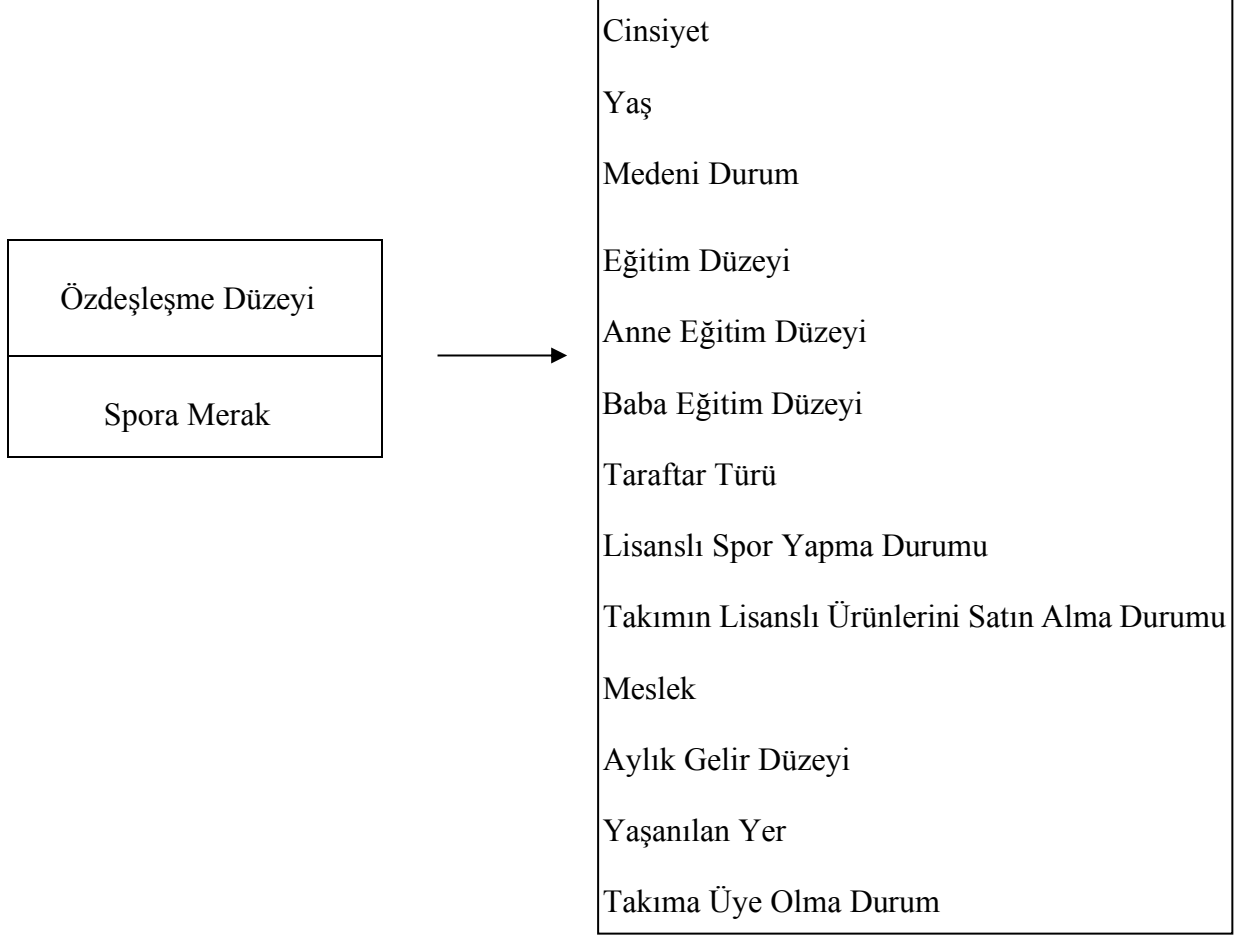 Özdeşleşme Düzeyi
Spora Merak
Cinsiyet
Yaş
Medeni Durum
Eğitim Düzeyi
Anne Eğitim Düzeyi
Baba Eğitim Düzeyi
Taraftar Türü
Lisanslı Spor Yapma Durumu
Takımın Lisanslı Ürünlerini Satın Alma Durumu
Meslek
Aylık Gelir Düzeyi
Yaşanılan Yer
Takıma Üye Olma Durum